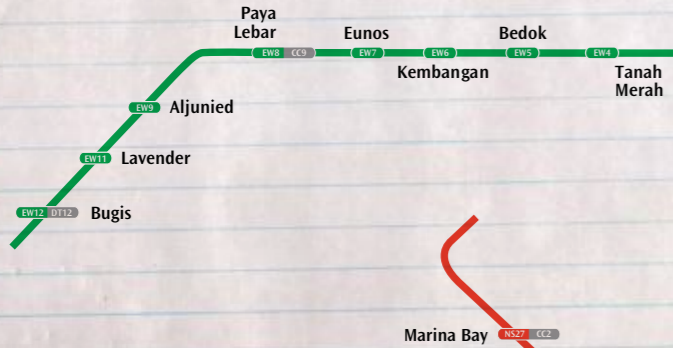 Paya
Lebar
EW8 CC9
Eunos
EW7
EW6
Kembangan
Bedok
EW5
EW4
Tanah
Merah
EW9 Aljunied
EW11 Lavender
EW12 DT12 Bugis
Marina Bay NS27 CC2